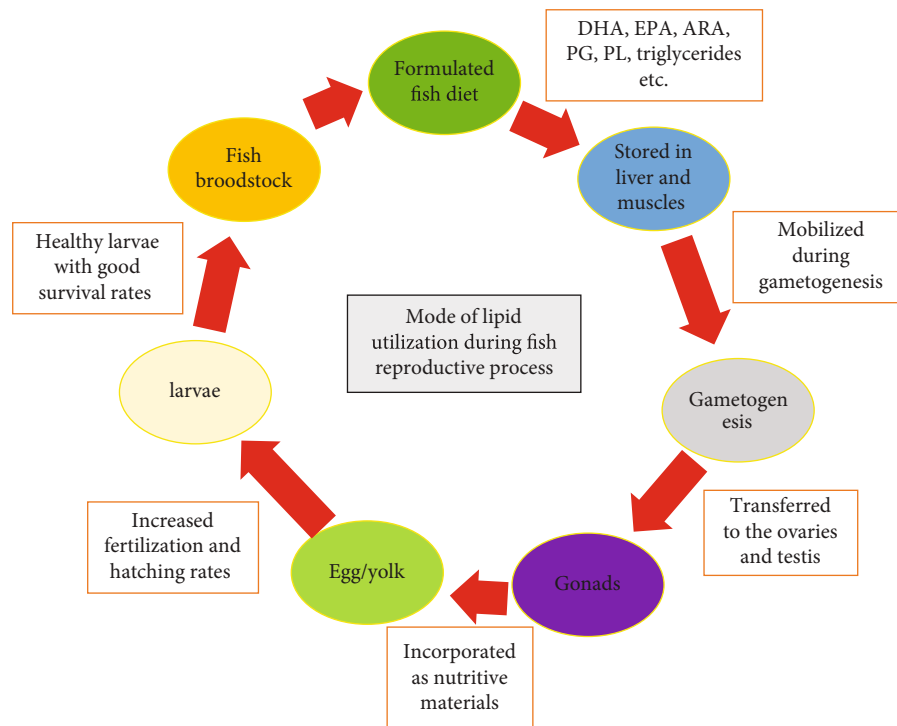 DHA, EPA, ARA,
PG, PL, triglycerides
etc.
Formulated
fish diet
Fish
broodstock
Stored in
liver and
muscles
Healthy larvae
with good
survival rates
Mobilized
during
gametogenesis
Mode of lipid
utilization during fish
reproductive process
larvae
Gametogen
esis
Increased
fertilization and
hatching rates
Transferred
to the ovaries
and testis
Egg/yolk
Gonads
Incorporated
as nutritive
materials